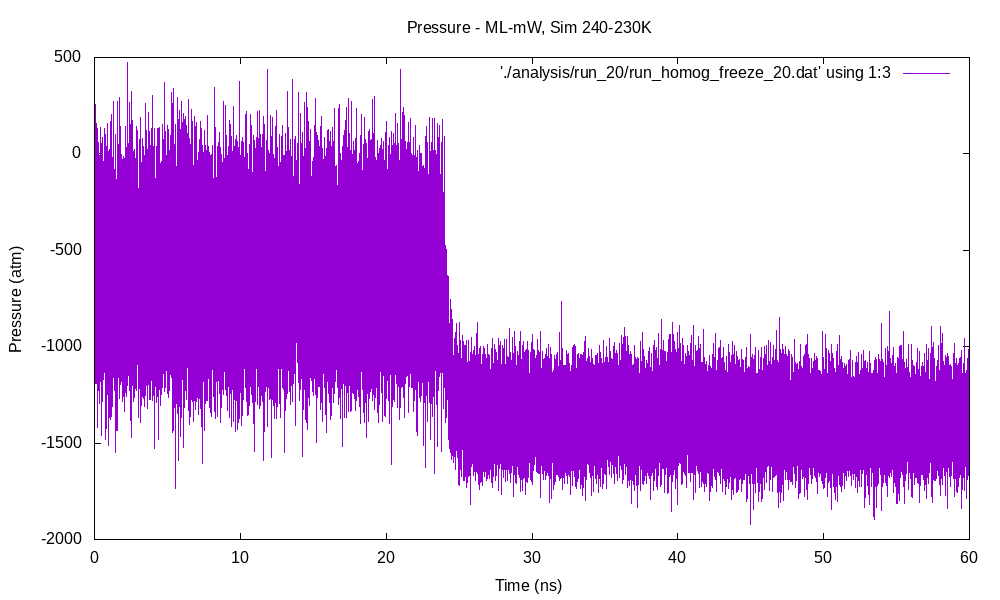 Pressure - ML-mW, Sim 240-230K
'./analysis/run_20/run_homog_freeze_20.dat' using 1:3
500
0
-500
-1000
-1500
-2000
Pressure (atm)
0 10 20 30 40 50 60
Time (ns)